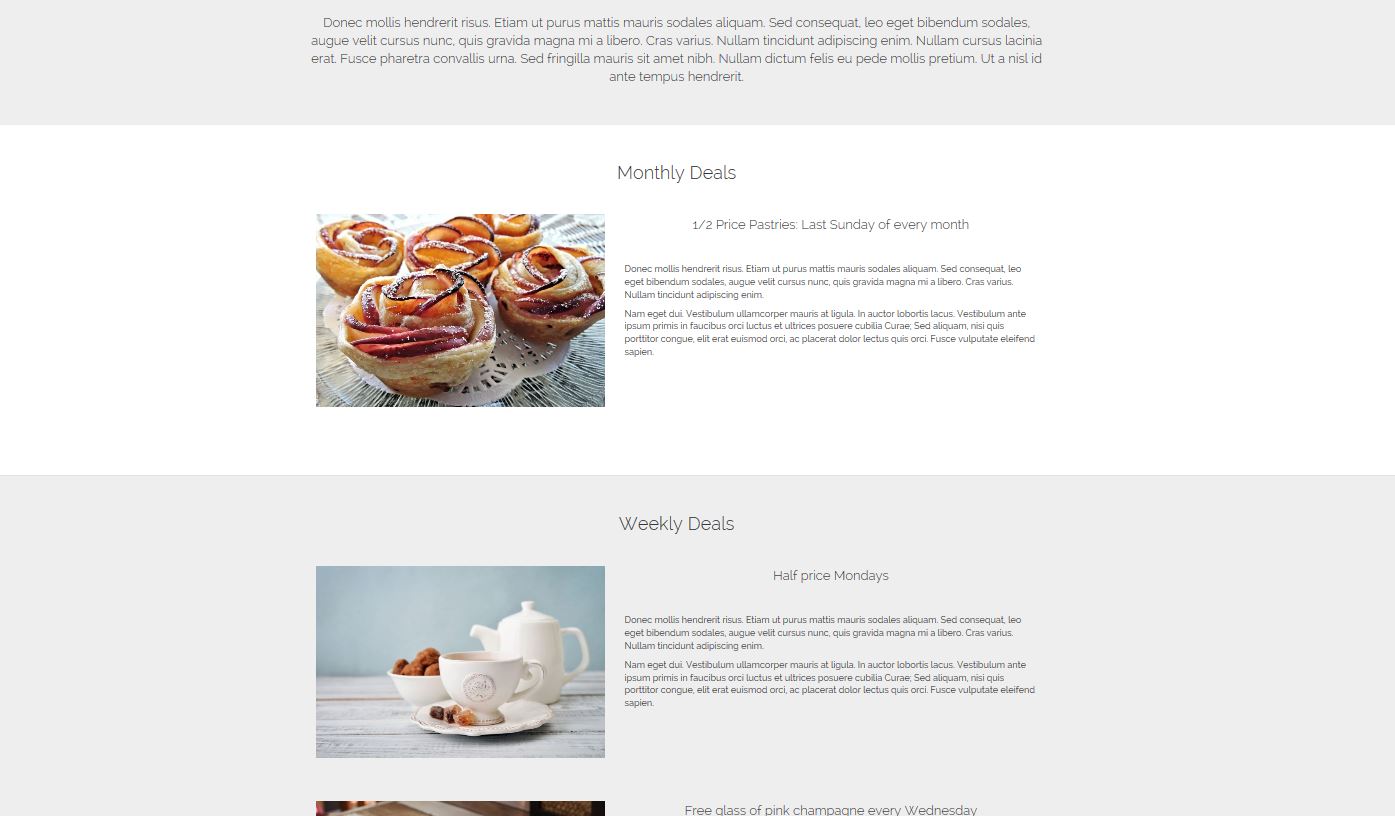 Donec mollis hendrerit risus. Etiam ut purus mattis mauris sodales aliquam. Sed consequat, leo eget bibendum sodales,
augue velit cursus nunc, quis gravida magna mi a libero. Cras varius. Nullam tincidunt adipiscing enim. Nullam cursus lacinia
erat. Fusce pharetra convallis urna. Sed fringilla mauris sit amet nibh. Nullam dictum felis eu pede mollis pretium. Ut a nisl id
ante tempus hendrerit.
Monthly Deals
1/2 Price Pastries: Last Sunday of every month
Donec mollis hendrerit risus. Etiam ut purus mattis mauris sodales aliquam. Sed consequat, leo
eget bibendum sodales, augue velit cursus nunc, quis gravida magna mi a libero. Cras varius.
Nullam tincidunt adipiscing enim.
Nam eget dui. Vestibulum ullamcorper mauris at ligula. In auctor lobortis lacus. Vestibulum ante
ipsum primis in faucibus orci luctus et ultrices posuere cubilia Curae; Sed aliquam, nisi quis
porttitor congue, elit erat euismod orci, ac placerat dolor lectus quis orci. Fusce vulputate eleifend
sapien.
Weekly Deals
Half price Mondays
Donec mollis hendrerit risus. Etiam ut purus mattis mauris sodales aliquam. Sed consequat, leo
eget bibendum sodales, augue velit cursus nunc, quis gravida magna mi a libero. Cras varius.
Nullam tincidunt adipiscing enim.
Nam eget dui. Vestibulum ullamcorper mauris at ligula. In auctor lobortis lacus. Vestibulum ante
ipsum primis in faucibus orci luctus et ultrices posuere cubilia Curae; Sed aliquam, nisi quis
porttitor congue, elit erat euismod orci, ac placerat dolor lectus quis orci. Fusce vulputate eleifend
sapien.
Free glass of pink champagne every Wednesday